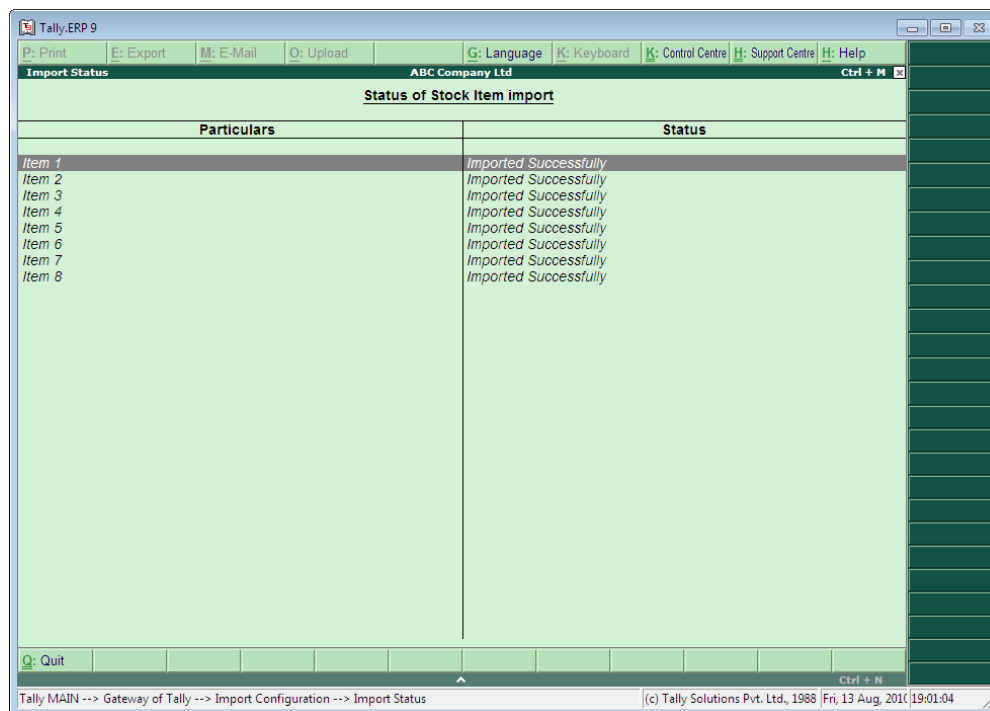 Tally.ERP 9
P: Print E: Export M: E-Mail O: Upload G: Language K: Keyboard K: Control Centre H: Support Centre H: Help
Import Status ABC Company Ltd Ctrl + M
Status of Stock Item import
Particulars Status
Item 1 Imported Successfully
Item 2 Imported Successfully
Item 3 Imported Successfully
Item 4 Imported Successfully
Item 5 Imported Successfully
Item 6 Imported Successfully
Item 7 Imported Successfully
Item 8 Imported Successfully
Q: Quit
Ctrl + N
Tally MAIN --> Gateway of Tally --> Import Configuration --> Import Status (c) Tally Solutions Pvt. Ltd., 1988 Fri, 13 Aug, 201 19:01:04